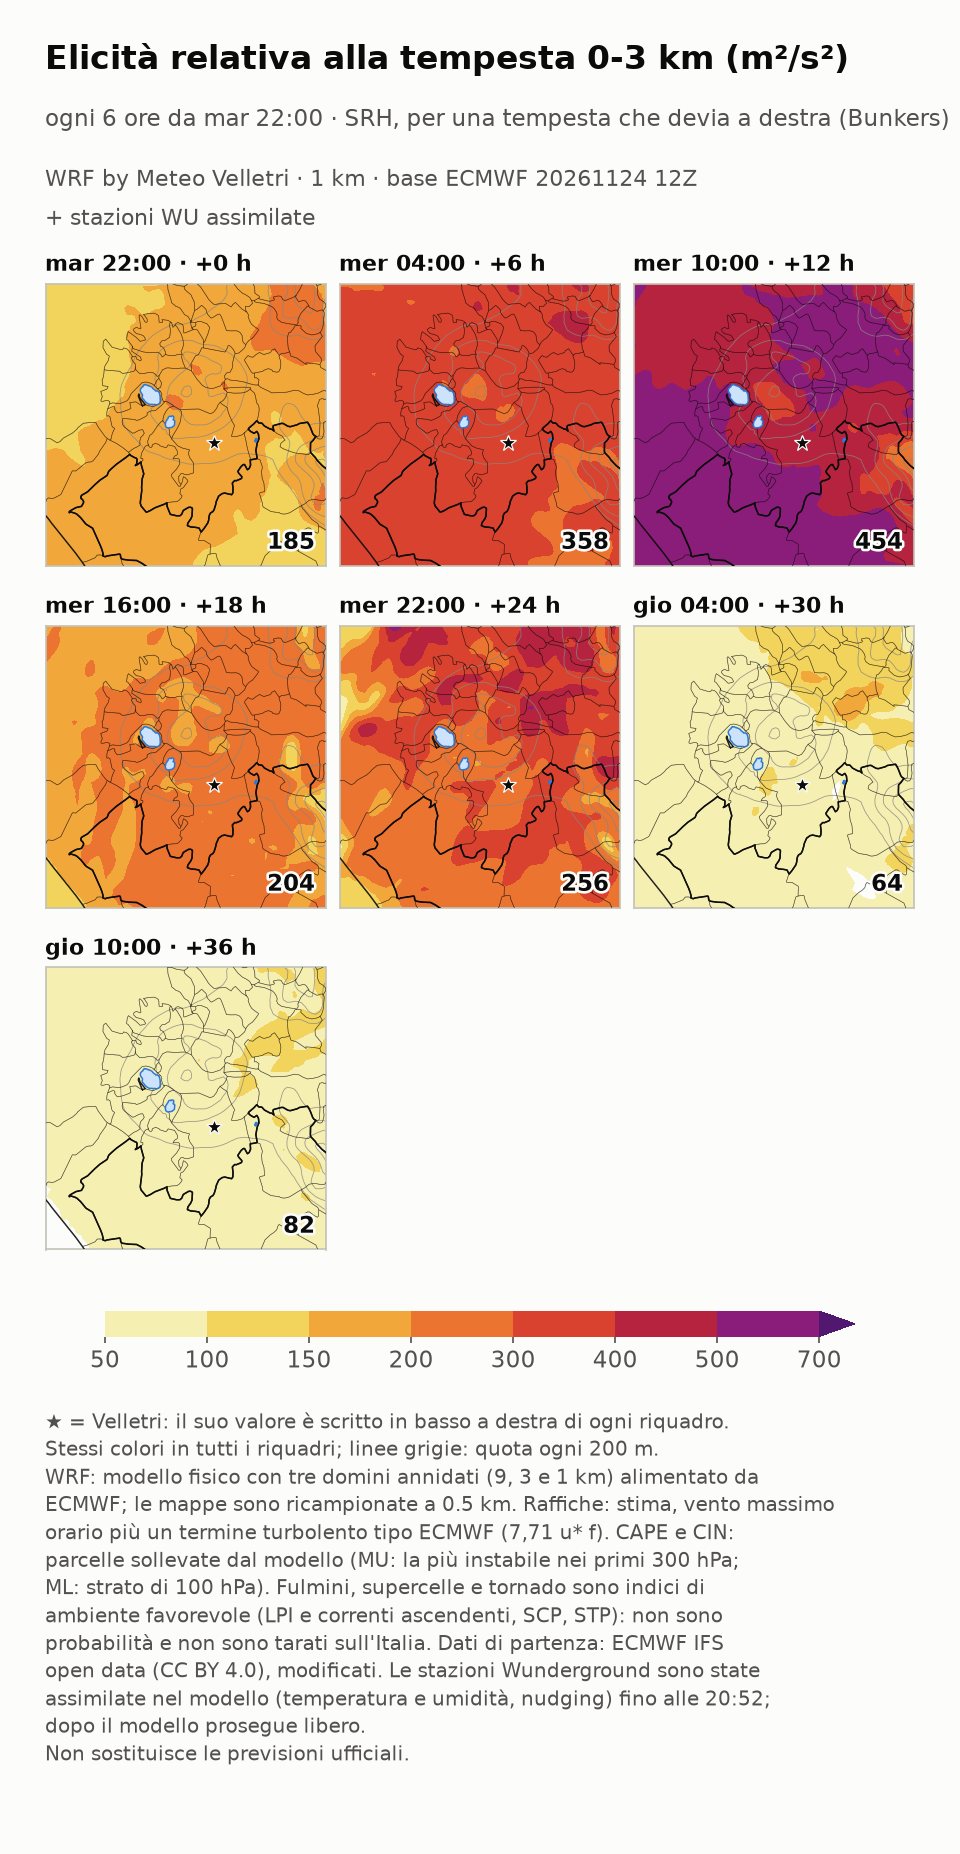 Elicità relativa alla tempesta 0-3 km (m²/s²)
ogni 6 ore da mar 22:00 · SRH, per una tempesta che devia a destra (Bunkers)
WRF by Meteo Velletri · 1 km · base ECMWF 20261124 12Z
+ stazioni WU assimilate
mar 22:00 · +0 h
mer 04:00 · +6 h
mer 10:00 · +12 h
185
358
454
mer 16:00 · +18 h
mer 22:00 · +24 h
gio 04:00 · +30 h
204
256
64
gio 10:00 · +36 h
82
50 100 150 200 300 400 500 700
★ = Velletri: il suo valore è scritto in basso a destra di ogni riquadro.
Stessi colori in tutti i riquadri; linee grigie: quota ogni 200 m.
WRF: modello fisico con tre domini annidati (9, 3 e 1 km) alimentato da
ECMWF; le mappe sono ricampionate a 0.5 km. Raffiche: stima, vento massimo
orario più un termine turbolento tipo ECMWF (7,71 u* f). CAPE e CIN:
parcelle sollevate dal modello (MU: la più instabile nei primi 300 hPa;
ML: strato di 100 hPa). Fulmini, supercelle e tornado sono indici di
ambiente favorevole (LPI e correnti ascendenti, SCP, STP): non sono
probabilità e non sono tarati sull'Italia. Dati di partenza: ECMWF IFS
open data (CC BY 4.0), modificati. Le stazioni Wunderground sono state
assimilate nel modello (temperatura e umidità, nudging) fino alle 20:52;
dopo il modello prosegue libero.
Non sostituisce le previsioni ufficiali.